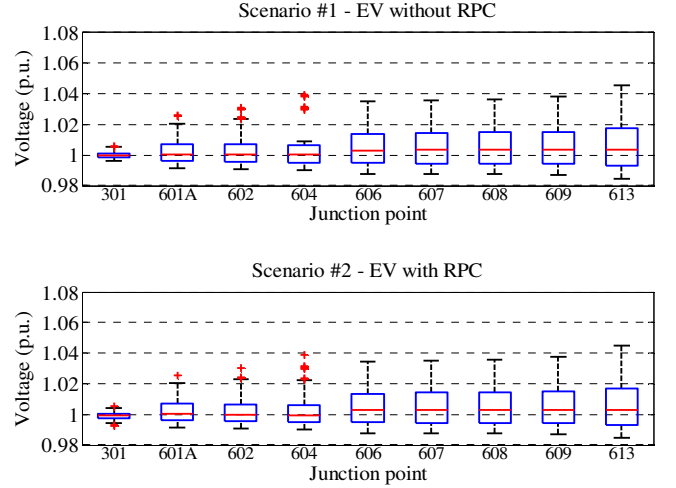 Scenario #1 - EV without RPC
1.08
1.06
1.04
1.02
1
0.98
Voltage (p.u.)
301 601A 602 604 606 607 608 609 613
Junction point
Scenario #2 - EV with RPC
1.08
1.06
1.04
1.02
1
0.98
Voltage (p.u.)
301 601A 602 604 606 607 608 609 613
Junction point